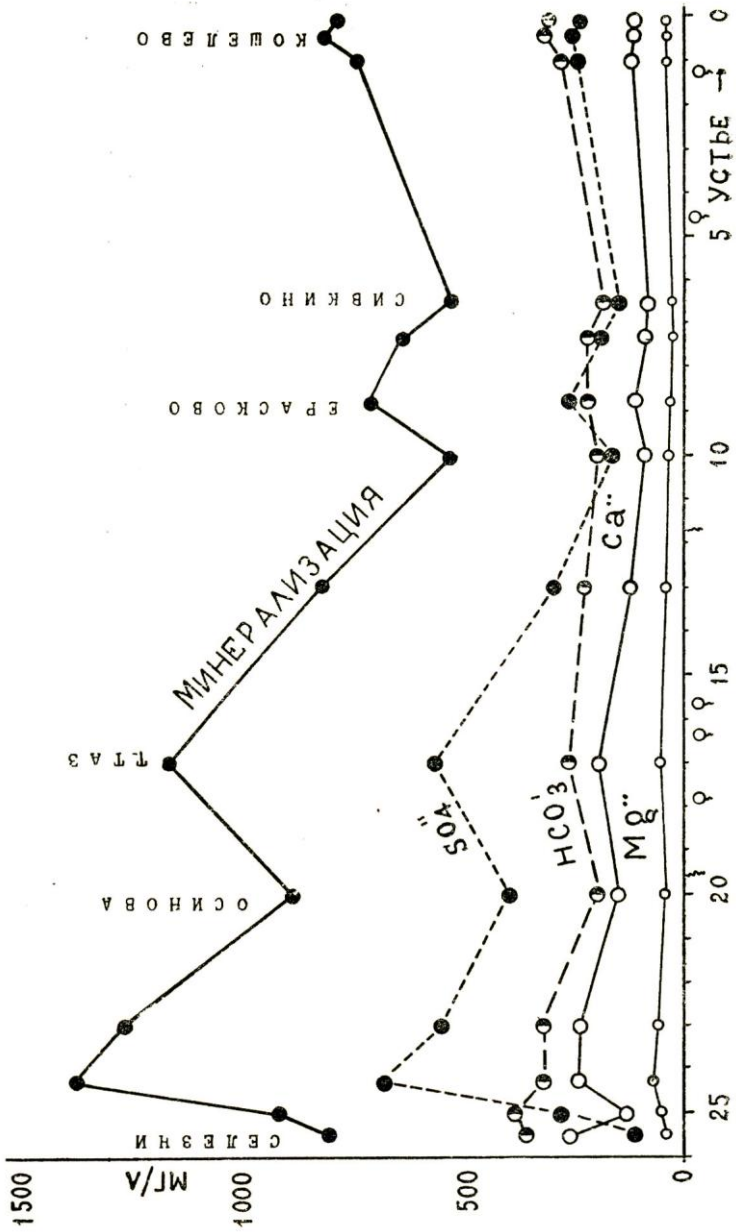 МГ/Л
1500
1000
500
0
СЕЛЕЗНИ
ОСИНОВА
Т.ТАЗ
ЕРАСКОВО
СИВКИНО
КОШЕЛЕВО
МИНЕРАЛИЗАЦИЯ
SO₄''
HCO₃'
Ca''
Mg''
25
20
15
10
5
УСТЬЕ
0